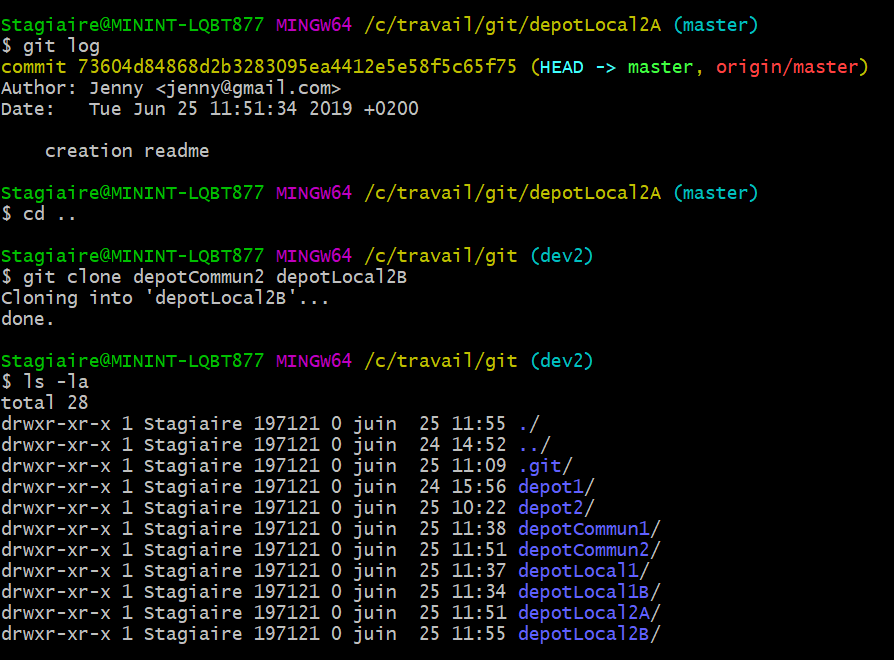 Stagiaire@MININT-LQBT877 MINGW64 /c/travail/git/depotLocal2A (master)
$ git log
commit 73604d84868d2b3283095ea4412e5e58f5c65f75 (HEAD -> master, origin/master)
Author: Jenny <jenny@gmail.com>
Date:   Tue Jun 25 11:51:34 2019 +0200

    creation readme

Stagiaire@MININT-LQBT877 MINGW64 /c/travail/git/depotLocal2A (master)
$ cd ..

Stagiaire@MININT-LQBT877 MINGW64 /c/travail/git (dev2)
$ git clone depotCommun2 depotLocal2B
Cloning into 'depotLocal2B'...
done.

Stagiaire@MININT-LQBT877 MINGW64 /c/travail/git (dev2)
$ ls -la
total 28
drwxr-xr-x 1 Stagiaire 197121 0 juin  25 11:55 ./
drwxr-xr-x 1 Stagiaire 197121 0 juin  24 14:52 ../
drwxr-xr-x 1 Stagiaire 197121 0 juin  25 11:09 .git/
drwxr-xr-x 1 Stagiaire 197121 0 juin  24 15:56 depot1/
drwxr-xr-x 1 Stagiaire 197121 0 juin  25 10:22 depot2/
drwxr-xr-x 1 Stagiaire 197121 0 juin  25 11:38 depotCommun1/
drwxr-xr-x 1 Stagiaire 197121 0 juin  25 11:51 depotCommun2/
drwxr-xr-x 1 Stagiaire 197121 0 juin  25 11:37 depotLocal1/
drwxr-xr-x 1 Stagiaire 197121 0 juin  25 11:34 depotLocal1B/
drwxr-xr-x 1 Stagiaire 197121 0 juin  25 11:51 depotLocal2A/
drwxr-xr-x 1 Stagiaire 197121 0 juin  25 11:55 depotLocal2B/